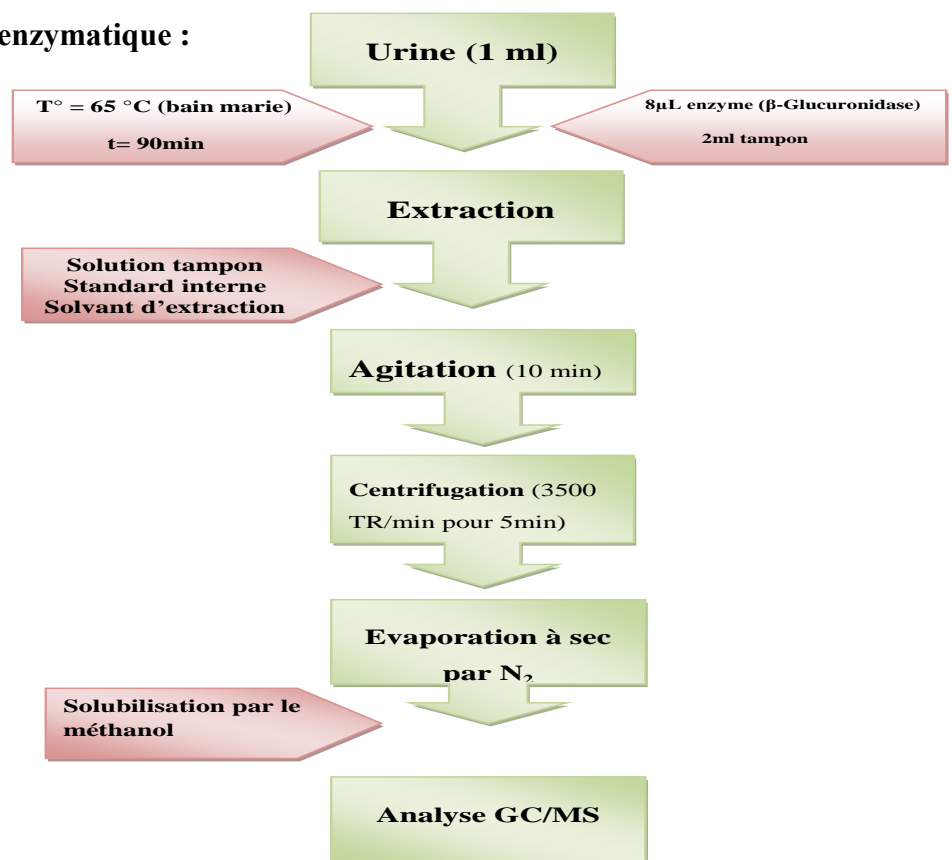 enzymatique :
Urine (1 ml)
T° = 65 °C (bain marie)
t= 90min
8µL enzyme (β-Glucuronidase)
2ml tampon
Extraction
Solution tampon
Standard interne
Solvant d’extraction
Agitation (10 min)
Centrifugation (3500
TR/min pour 5min)
Evaporation à sec
par N₂
Solubilisation par le
méthanol
Analyse GC/MS